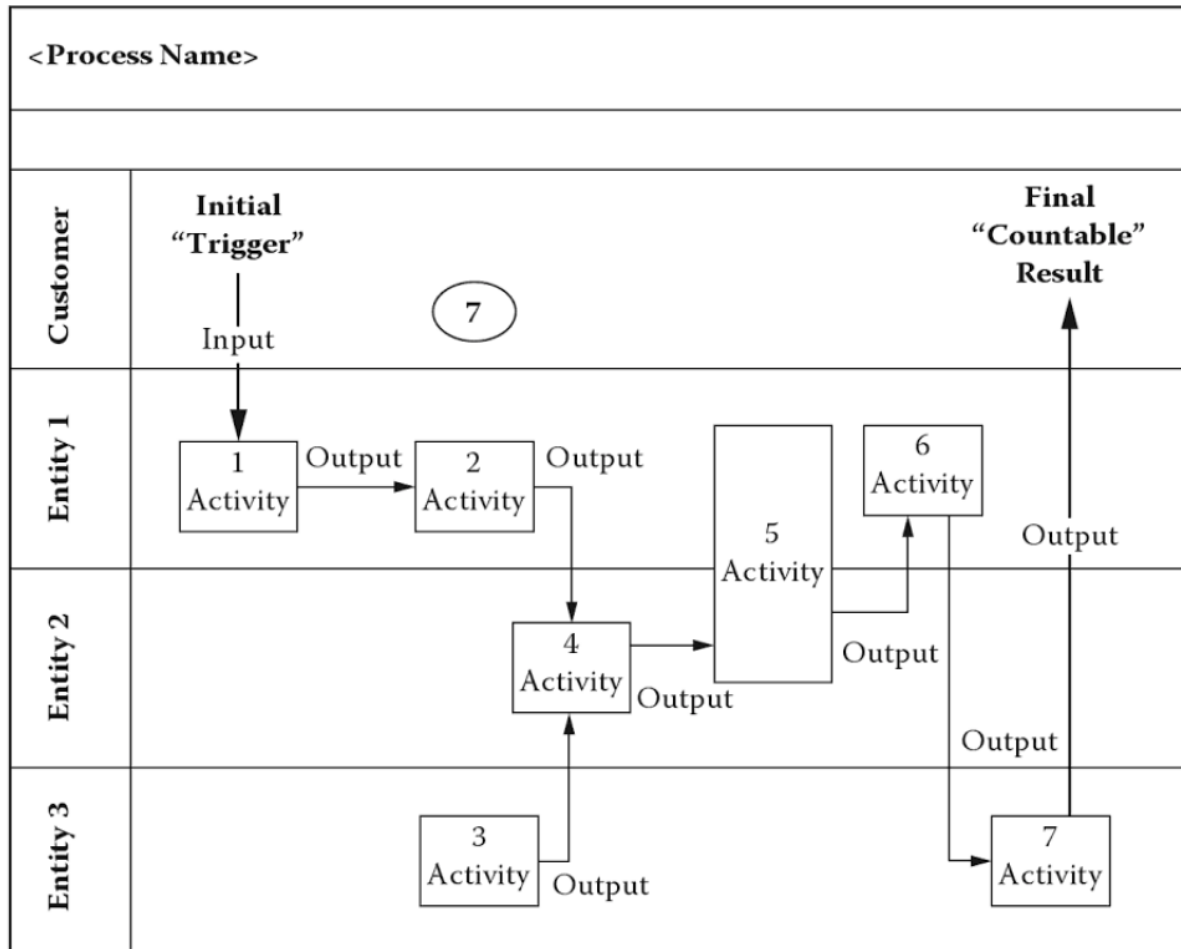 <Process Name>
Customer
Initial
“Trigger”
Input
7
Final
“Countable”
Result
Entity 1
1
Activity
Output
2
Activity
Output
5
Activity
6
Activity
Output
Entity 2
4
Activity
Output
Output
Output
Entity 3
3
Activity
Output
7
Activity